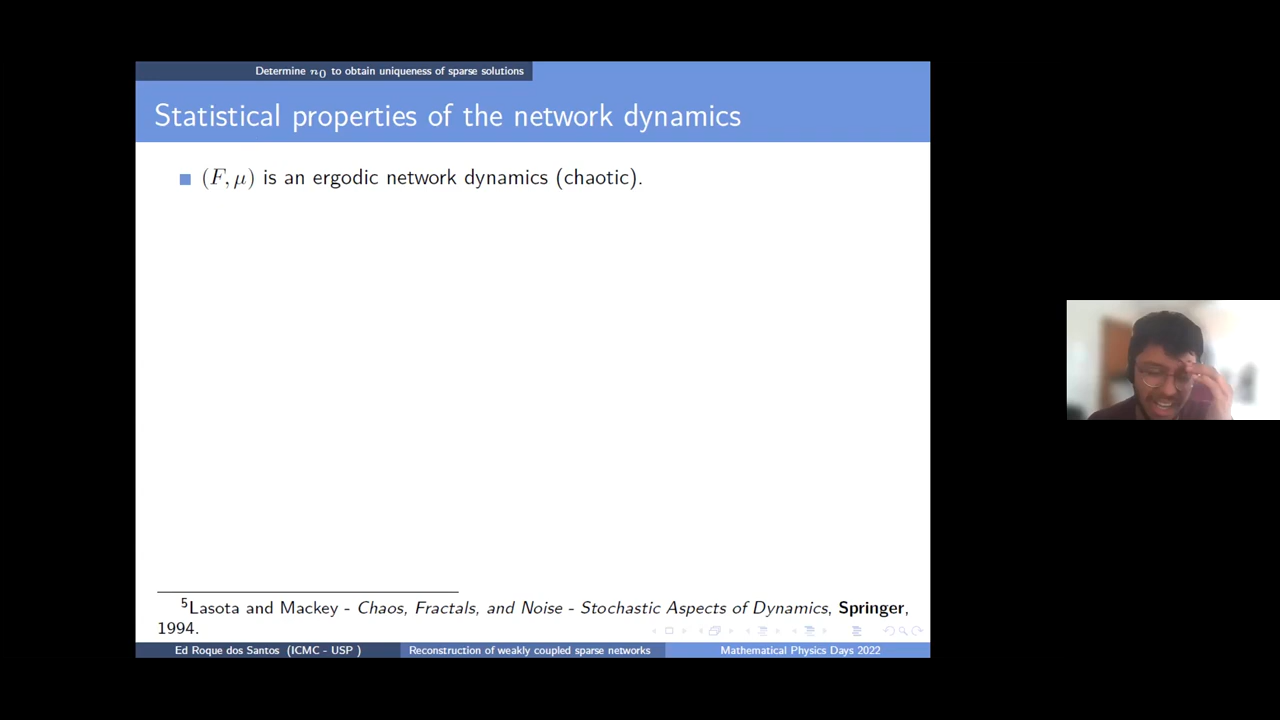 Determine n₀ to obtain uniqueness of sparse solutions
Statistical properties of the network dynamics
(F, μ) is an ergodic network dynamics (chaotic).
⁵Lasota and Mackey - Chaos, Fractals, and Noise - Stochastic Aspects of Dynamics, Springer,
1994.
Ed Roque dos Santos (ICMC - USP ) Reconstruction of weakly coupled sparse networks Mathematical Physics Days 2022